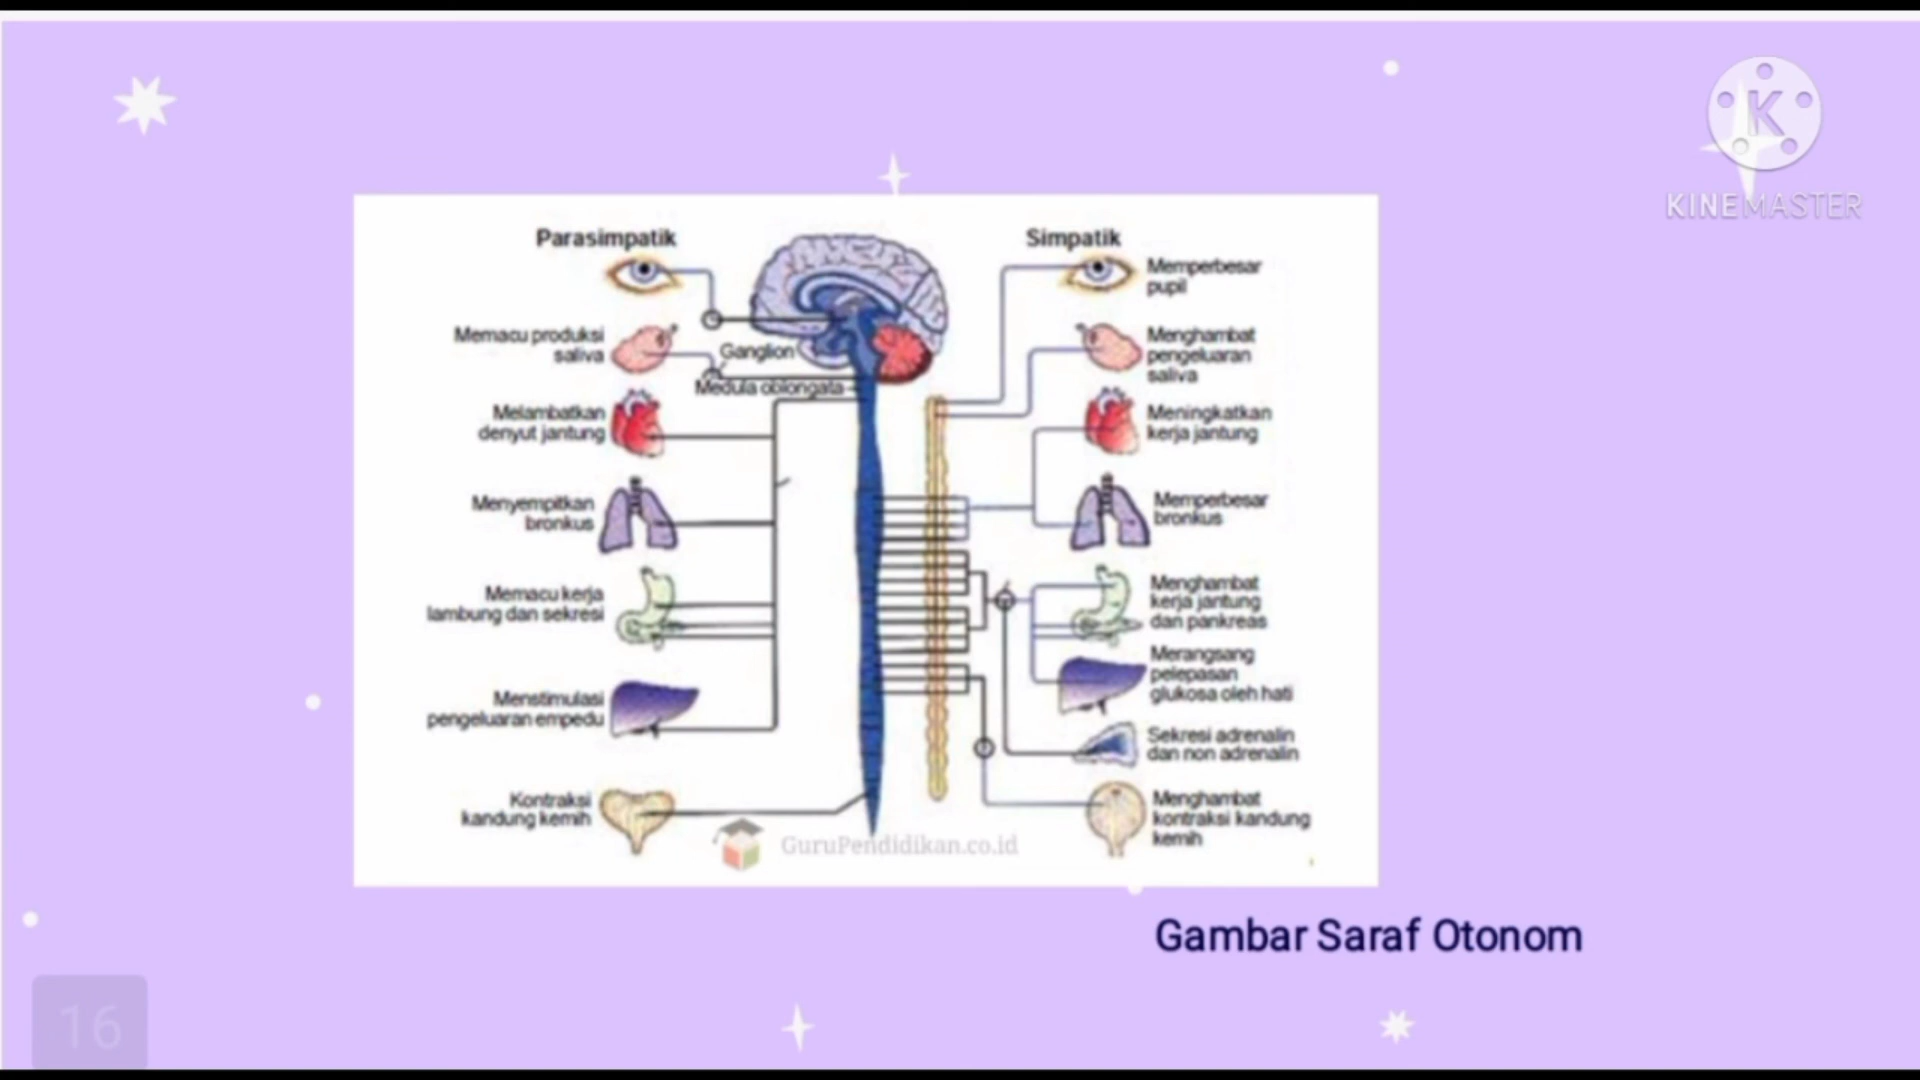 KINEMASTER
Parasimpatik
Memacu produksi
saliva
Melambatkan
denyut jantung
Menyempitkan
bronkus
Memacu kerja
lambung dan sekresi
Menstimulasi
pengeluaran empedu
Kontraksi
kandung kemih
Ganglion
Medula oblongata
Simpatik
Memperbesar
pupil
Menghambat
pengeluaran
saliva
Meningkatkan
kerja jantung
Memperbesar
bronkus
Menghambat
kerja jantung
dan pankreas
Merangsang
pelepasan
glukosa oleh hati
Sekresi adrenalin
dan non adrenalin
Menghambat
kontraksi kandung
kemih
GuruPendidikan.co.id
Gambar Saraf Otonom
16